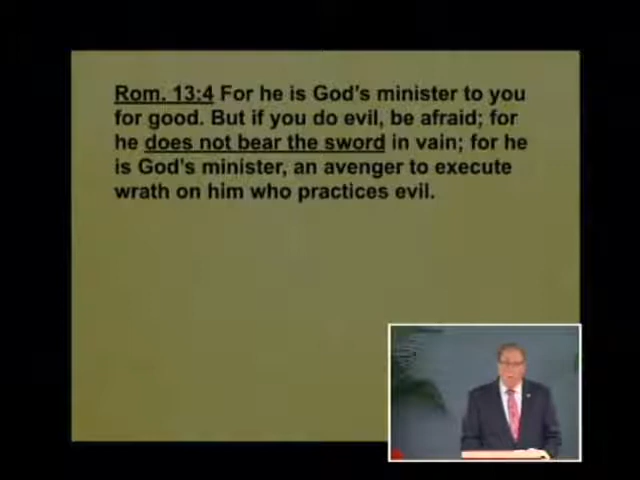 Rom. 13:4 For he is God's minister to you
for good. But if you do evil, be afraid; for
he does not bear the sword in vain; for he
is God's minister, an avenger to execute
wrath on him who practices evil.